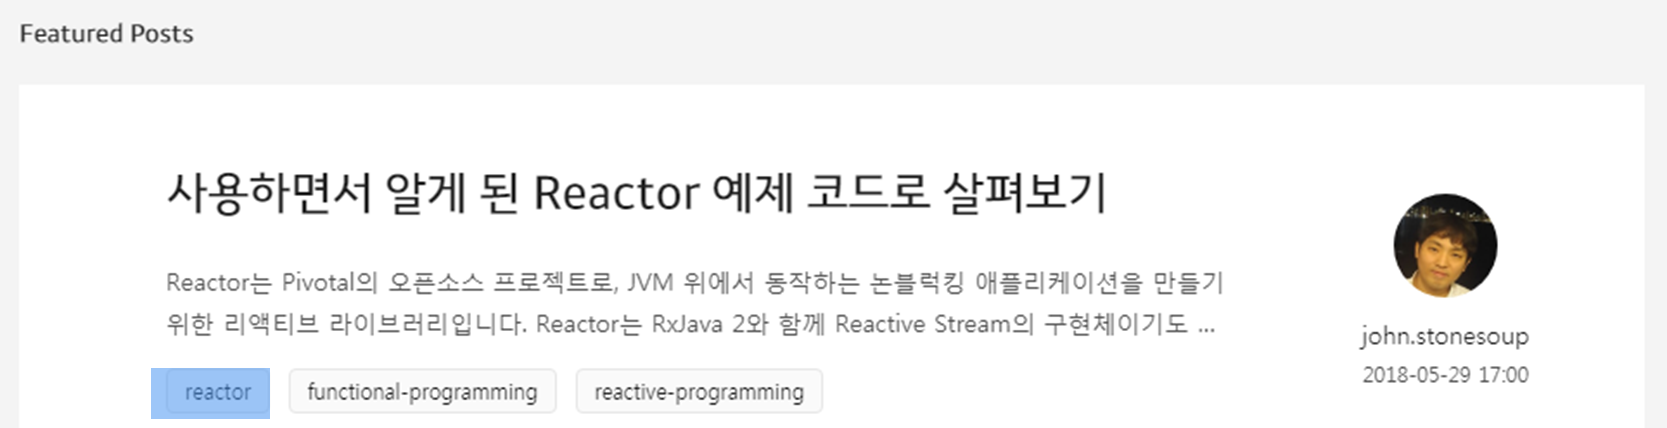 Featured Posts
사용하면서 알게 된 Reactor 예제 코드로 살펴보기
Reactor는 Pivotal의 오픈소스 프로젝트로, JVM 위에서 동작하는 논블럭킹 애플리케이션을 만들기
위한 리액티브 라이브러리입니다. Reactor는 RxJava 2와 함께 Reactive Stream의 구현체이기도 ...
reactor functional-programming reactive-programming
john.stonesoup
2018-05-29 17:00